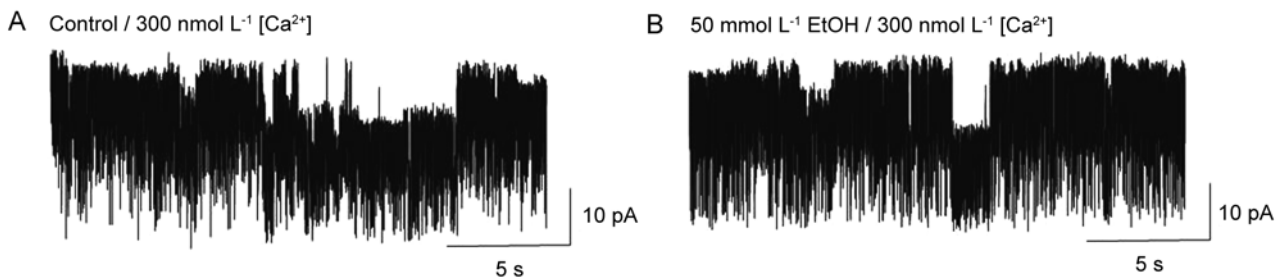 A Control / 300 nmol L⁻¹ [Ca²⁺]
10 pA
5 s
B 50 mmol L⁻¹ EtOH / 300 nmol L⁻¹ [Ca²⁺]
10 pA
5 s